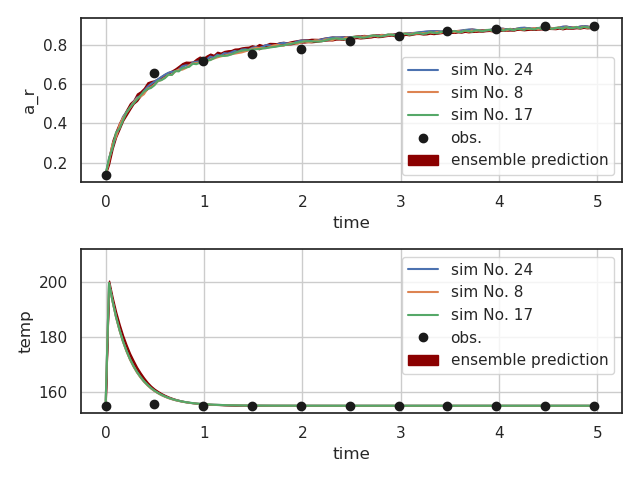 0.8
0.6
0.4
0.2
a_r
sim No. 24
sim No. 8
sim No. 17
obs.
ensemble prediction
0 1 2 3 4 5
time
200
180
160
temp
sim No. 24
sim No. 8
sim No. 17
obs.
ensemble prediction
0 1 2 3 4 5
time